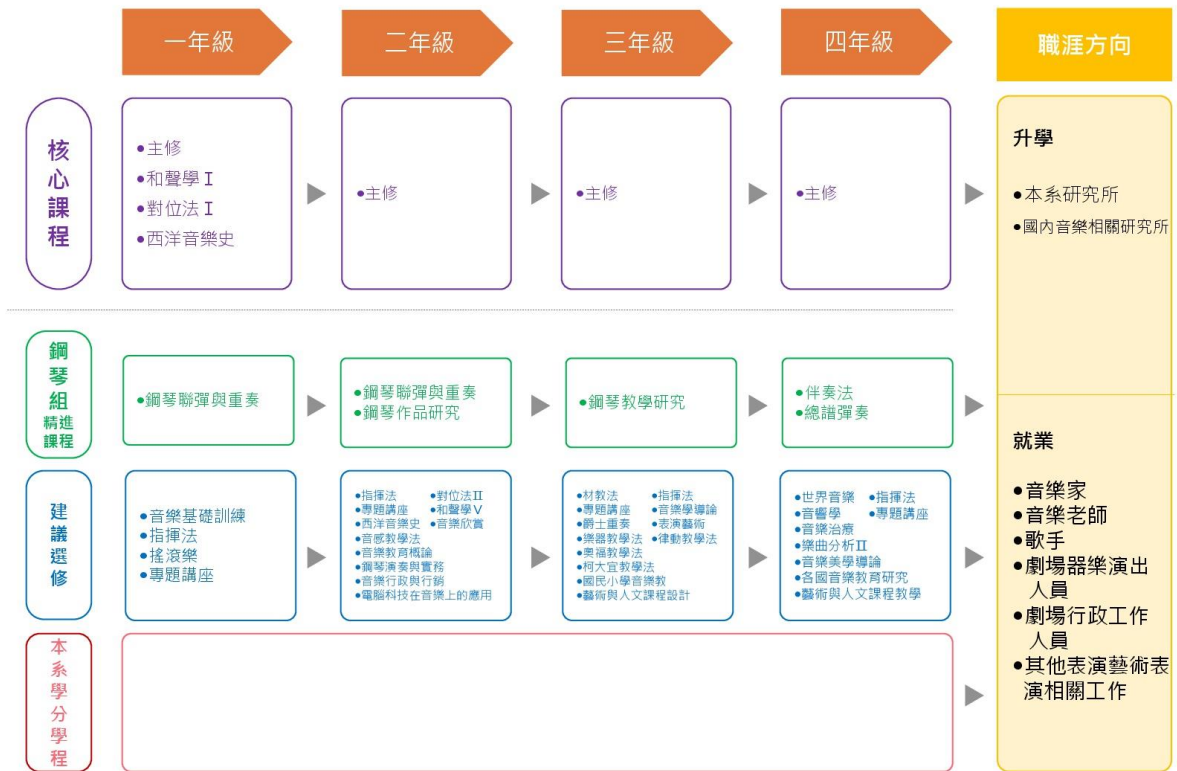 一年級
二年級
三年級
四年級
職涯方向
核心課程
●主修
●和聲學 I
●對位法 I
●西洋音樂史
●主修
●主修
●主修
升學
●本系研究所
●國內音樂相關研究所
鋼琴組
精進
課程
●鋼琴聯彈與重奏
●鋼琴聯彈與重奏
●鋼琴作品研究
●鋼琴教學研究
●伴奏法
●總譜彈奏
建議選修
●音樂基礎訓練
●指揮法
●搖滾樂
●專題講座
●指揮法 ●對位法II
●專題講座 ●和聲學V
●西洋音樂史 ●音樂欣賞
●音感教學法
●音樂教育概論
●鋼琴演奏與實務
●音樂行政與行銷
●電腦科技在音樂上的應用
●材教法 ●指揮法
●專題講座 ●音樂學導論
●爵士重奏 ●表演藝術
●樂器教學法 ●律動教學法
●奧福教學法
●柯大宜教學法
●國民小學音樂教
●藝術與人文課程設計
●世界音樂 ●指揮法
●音響學 ●專題講座
●音樂治療
●樂曲分析II
●音樂美學導論
●各國音樂教育研究
●藝術與人文課程教學
就業
●音樂家
●音樂老師
●歌手
●劇場器樂演出
人員
●劇場行政工作
人員
●其他表演藝術表
演相關工作
本系學分學程